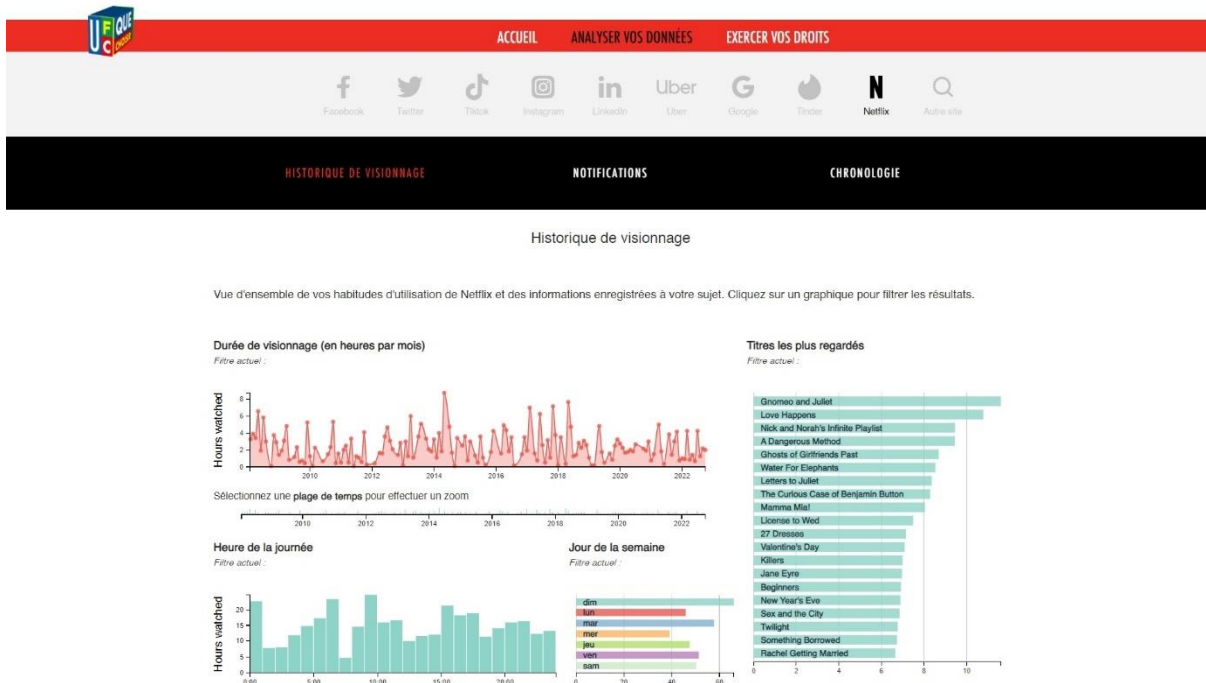 UFC QUE CHOISIR
ACCUEIL ANALYSER VOS DONNÉES EXERCER VOS DROITS
Uber
Facebook Twitter Tiktok Instagram LinkedIn Uber Google Tinder Netflix Autre site
HISTORIQUE DE VISIONNAGE NOTIFICATIONS CHRONOLOGIE
Historique de visionnage
Vue d'ensemble de vos habitudes d'utilisation de Netflix et des informations enregistrées à votre sujet. Cliquez sur un graphique pour filtrer les résultats.
Durée de visionnage (en heures par mois)
Filtre actuel :
Hours watched
8
6
4
2
0
2010 2012 2014 2016 2018 2020 2022
Sélectionnez une plage de temps pour effectuer un zoom
2010 2012 2014 2016 2018 2020 2022
Heure de la journée
Filtre actuel :
Hours watched
20
15
10
5
0
0:00 5:00 10:00 15:00 20:00
Jour de la semaine
Filtre actuel :
dim
lun
mar
mer
jeu
ven
sam
0 20 40 60
Titres les plus regardés
Filtre actuel :
Gnomeo and Juliet
Love Happens
Nick and Norah's Infinite Playlist
A Dangerous Method
Ghosts of Girlfriends Past
Water For Elephants
Letters to Juliet
The Curious Case of Benjamin Button
Mamma Mia!
License to Wed
27 Dresses
Valentine's Day
Killers
Jane Eyre
Beginners
New Year's Eve
Sex and the City
Twilight
Something Borrowed
Rachel Getting Married
0 2 4 6 8 10